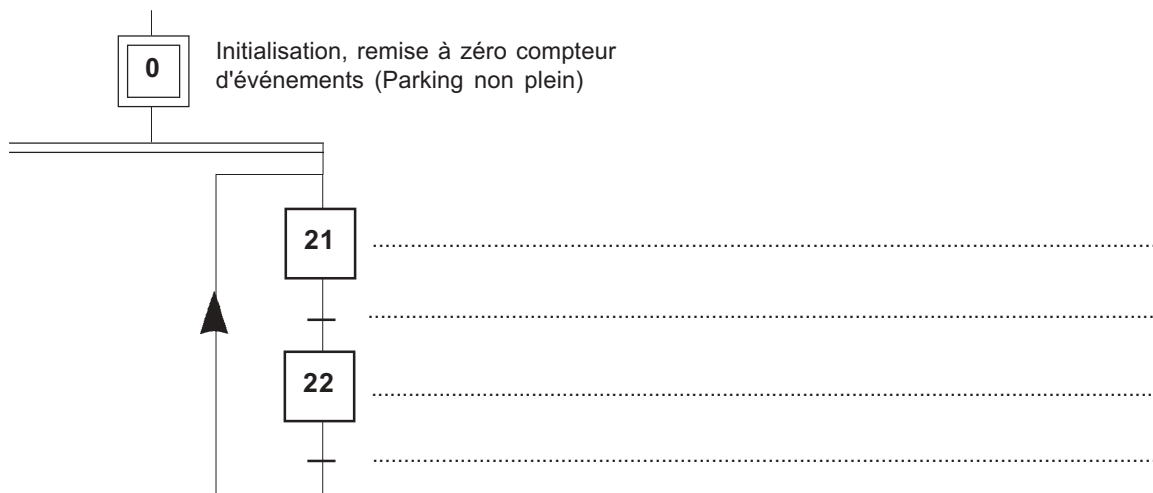 0
Initialisation, remise à zéro compteur
d'événements (Parking non plein)
21 ........................................................................................................
........................................................................................................
22 ........................................................................................................
........................................................................................................